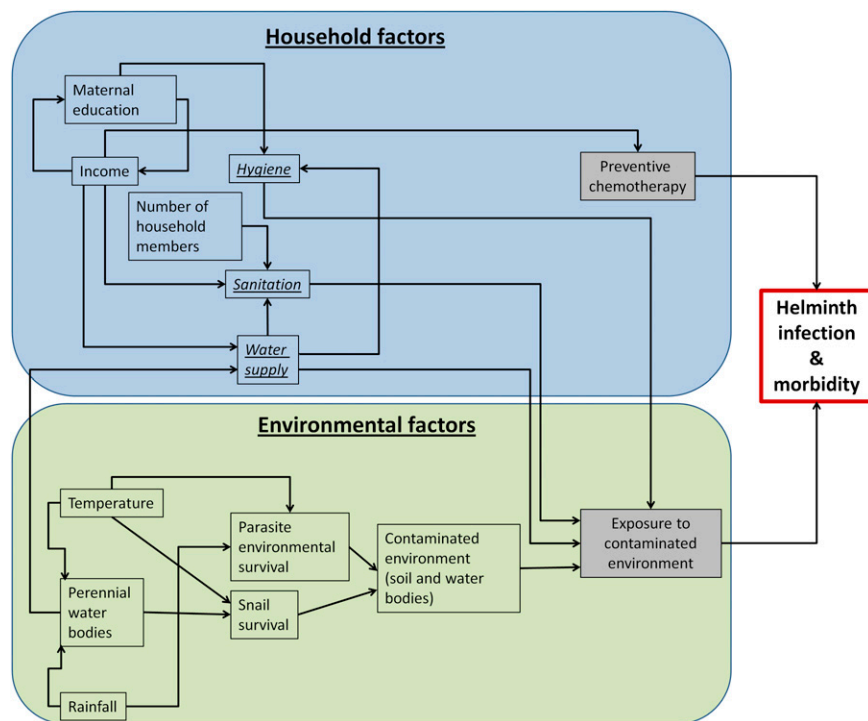 Household factors
Maternal
education
Income
Hygiene
Preventive
chemotherapy
Number of
household
members
Sanitation
Water
supply
Helminth
infection
&
morbidity
Environmental factors
Temperature
Parasite
environmental
survival
Contaminated
environment
(soil and water
bodies)
Exposure to
contaminated
environment
Perennial
water
bodies
Snail
survival
Rainfall